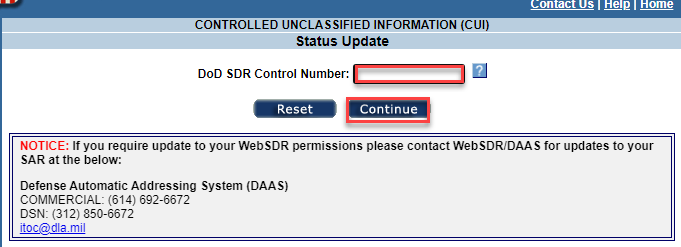 Contact Us | Help | Home
CONTROLLED UNCLASSIFIED INFORMATION (CUI)
Status Update
DoD SDR Control Number: ?
Reset Continue
NOTICE: If you require update to your WebSDR permissions please contact WebSDR/DAAS for updates to your
SAR at the below:
Defense Automatic Addressing System (DAAS)
COMMERCIAL: (614) 692-6672
DSN: (312) 850-6672
itoc@dla.mil